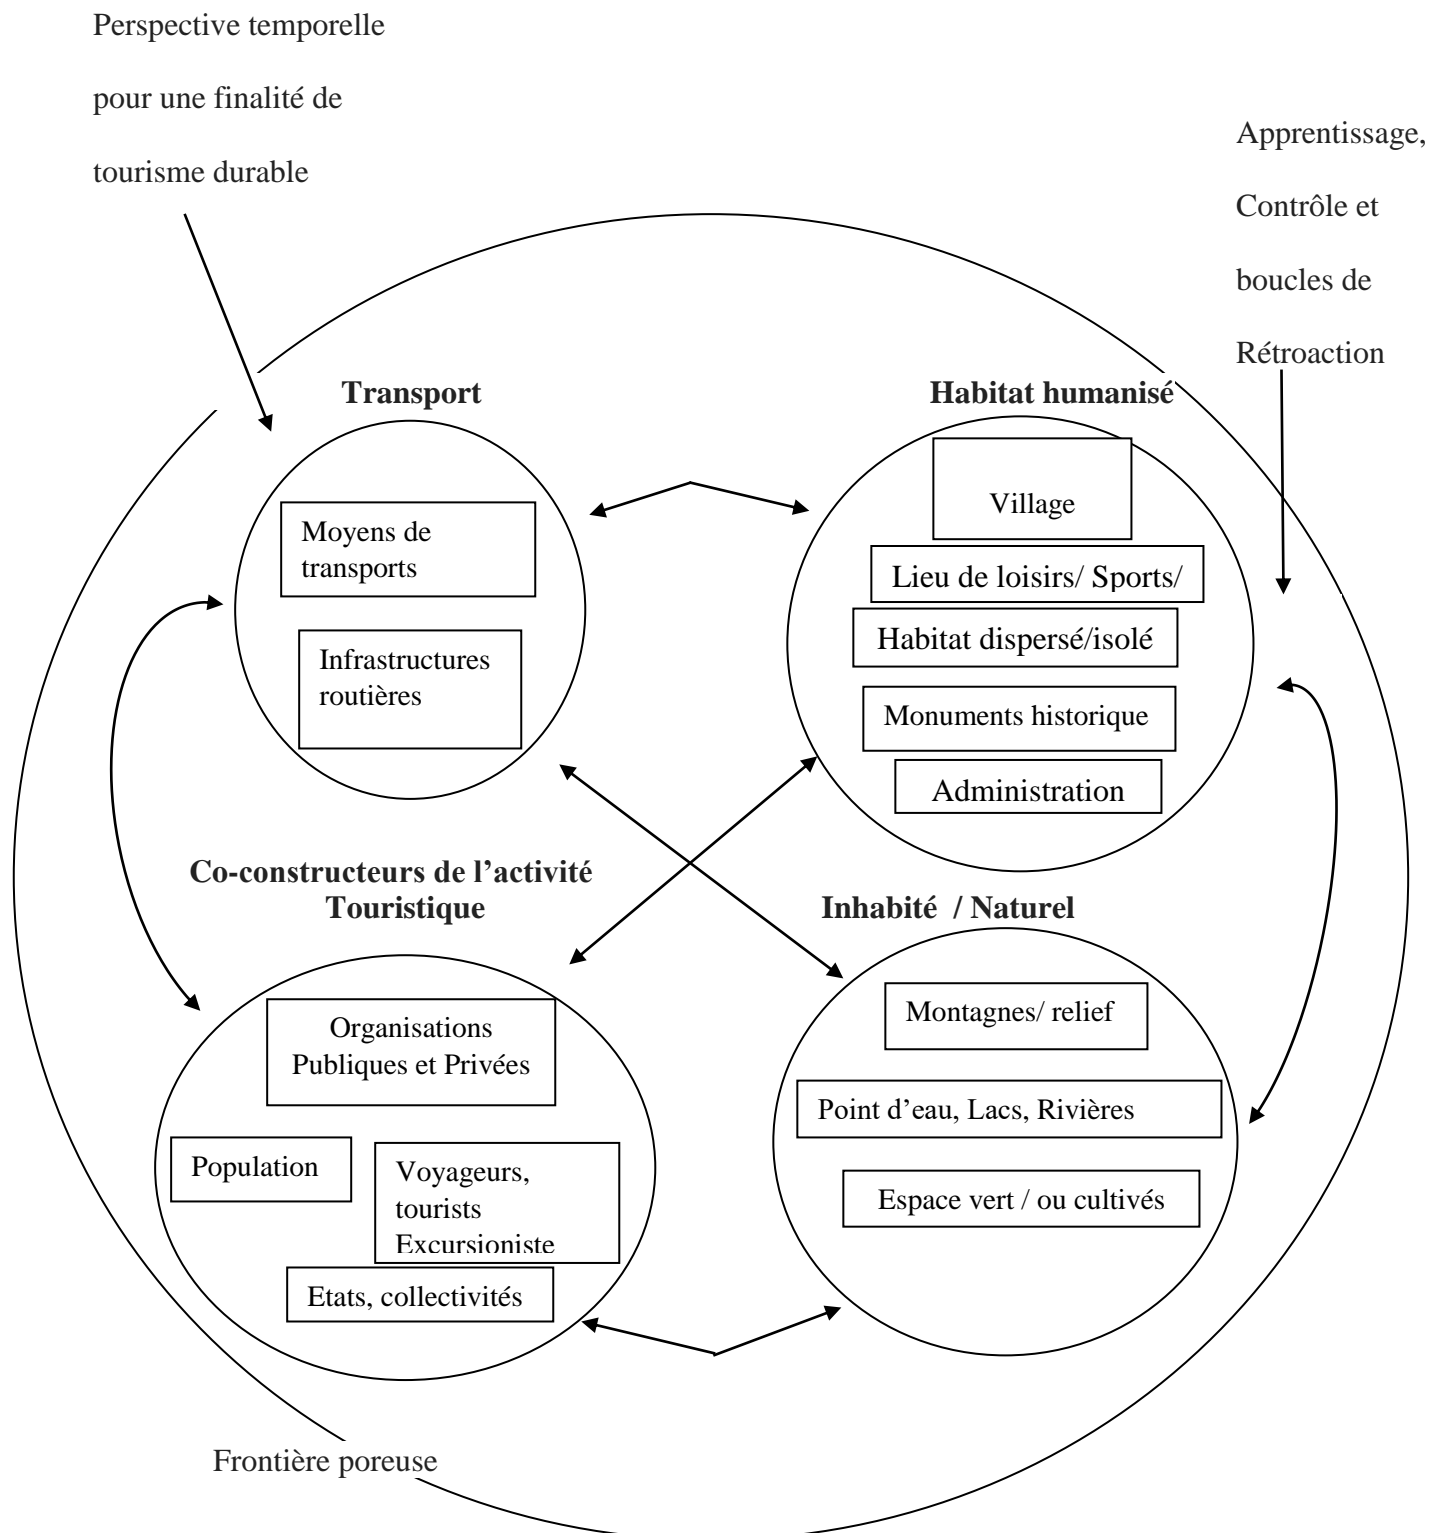 Perspective temporelle
pour une finalité de
tourisme durable
Apprentissage,
Contrôle et
boucles de
Rétroaction
Transport
Moyens de
transports
Infrastructures
routières
Habitat humanisé
Village
Lieu de loisirs/ Sports/
Habitat dispersé/isolé
Monuments historique
Administration
Co-constructeurs de l’activité
Touristique
Organisations
Publiques et Privées
Population
Voyageurs,
tourists
Excursioniste
Etats, collectivités
Inhabité / Naturel
Montagnes/ relief
Point d’eau, Lacs, Rivières
Espace vert / ou cultivés
Frontière poreuse